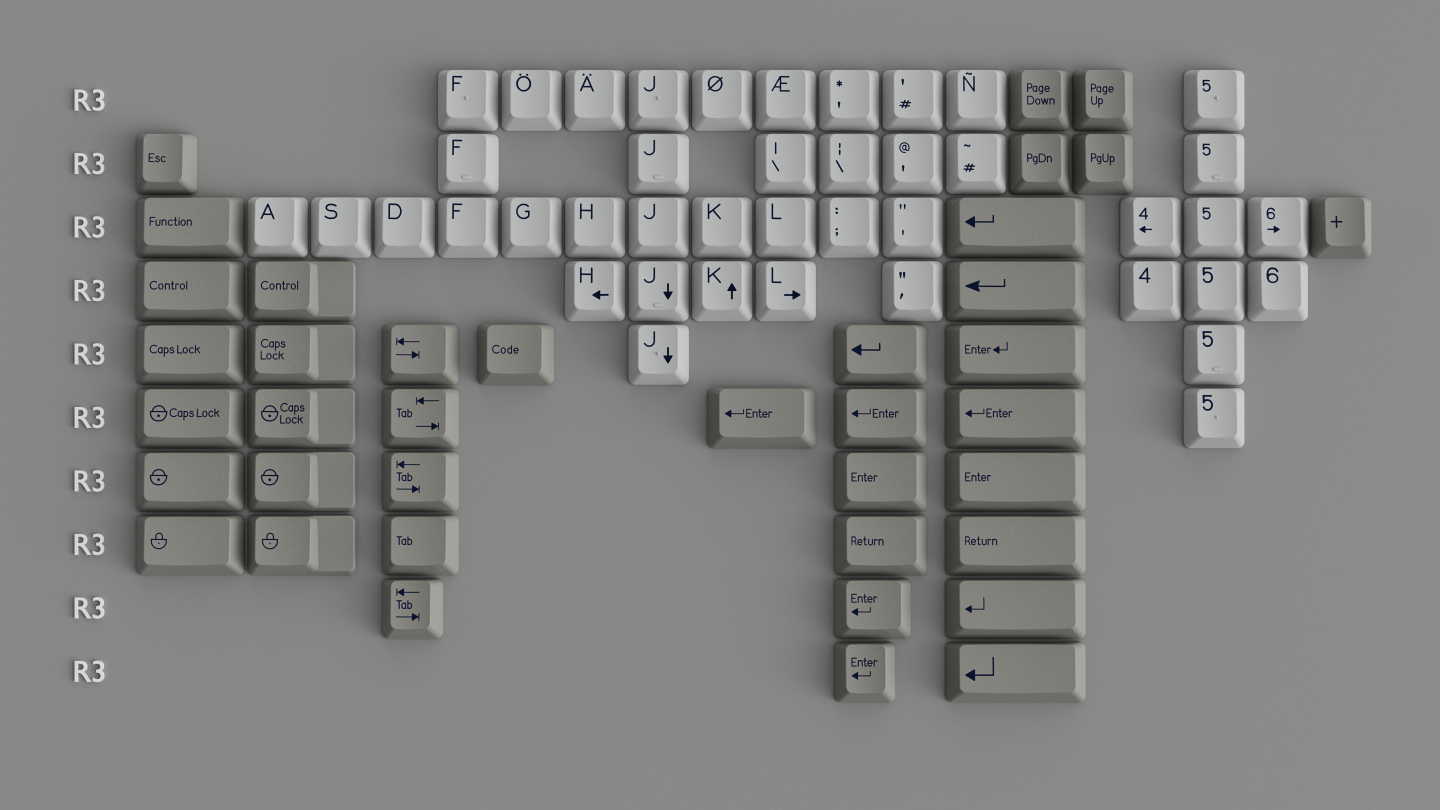 R3 F Ö Ä J Ø Æ * ' ' # Ñ Page Down Page Up 5
R3 Esc F J | \ ¦ \ @ ' ~ # PgDn PgUp 5
R3 Function A S D F G H J K L : ; " ' ↵ 4 ← 5 6 → +
R3 Control Control H ← J ↓ K ↑ L → " ' ↵ 4 5 6
R3 Caps Lock Caps Lock Code J ↓ ↵ Enter↵ 5
R3 Caps Lock Caps Lock Tab ↵Enter ↵Enter ↵Enter 5
R3 Tab Enter Enter
R3 Tab Return Return
R3 Tab Enter ↵ ↵
R3 Enter ↵ ↵